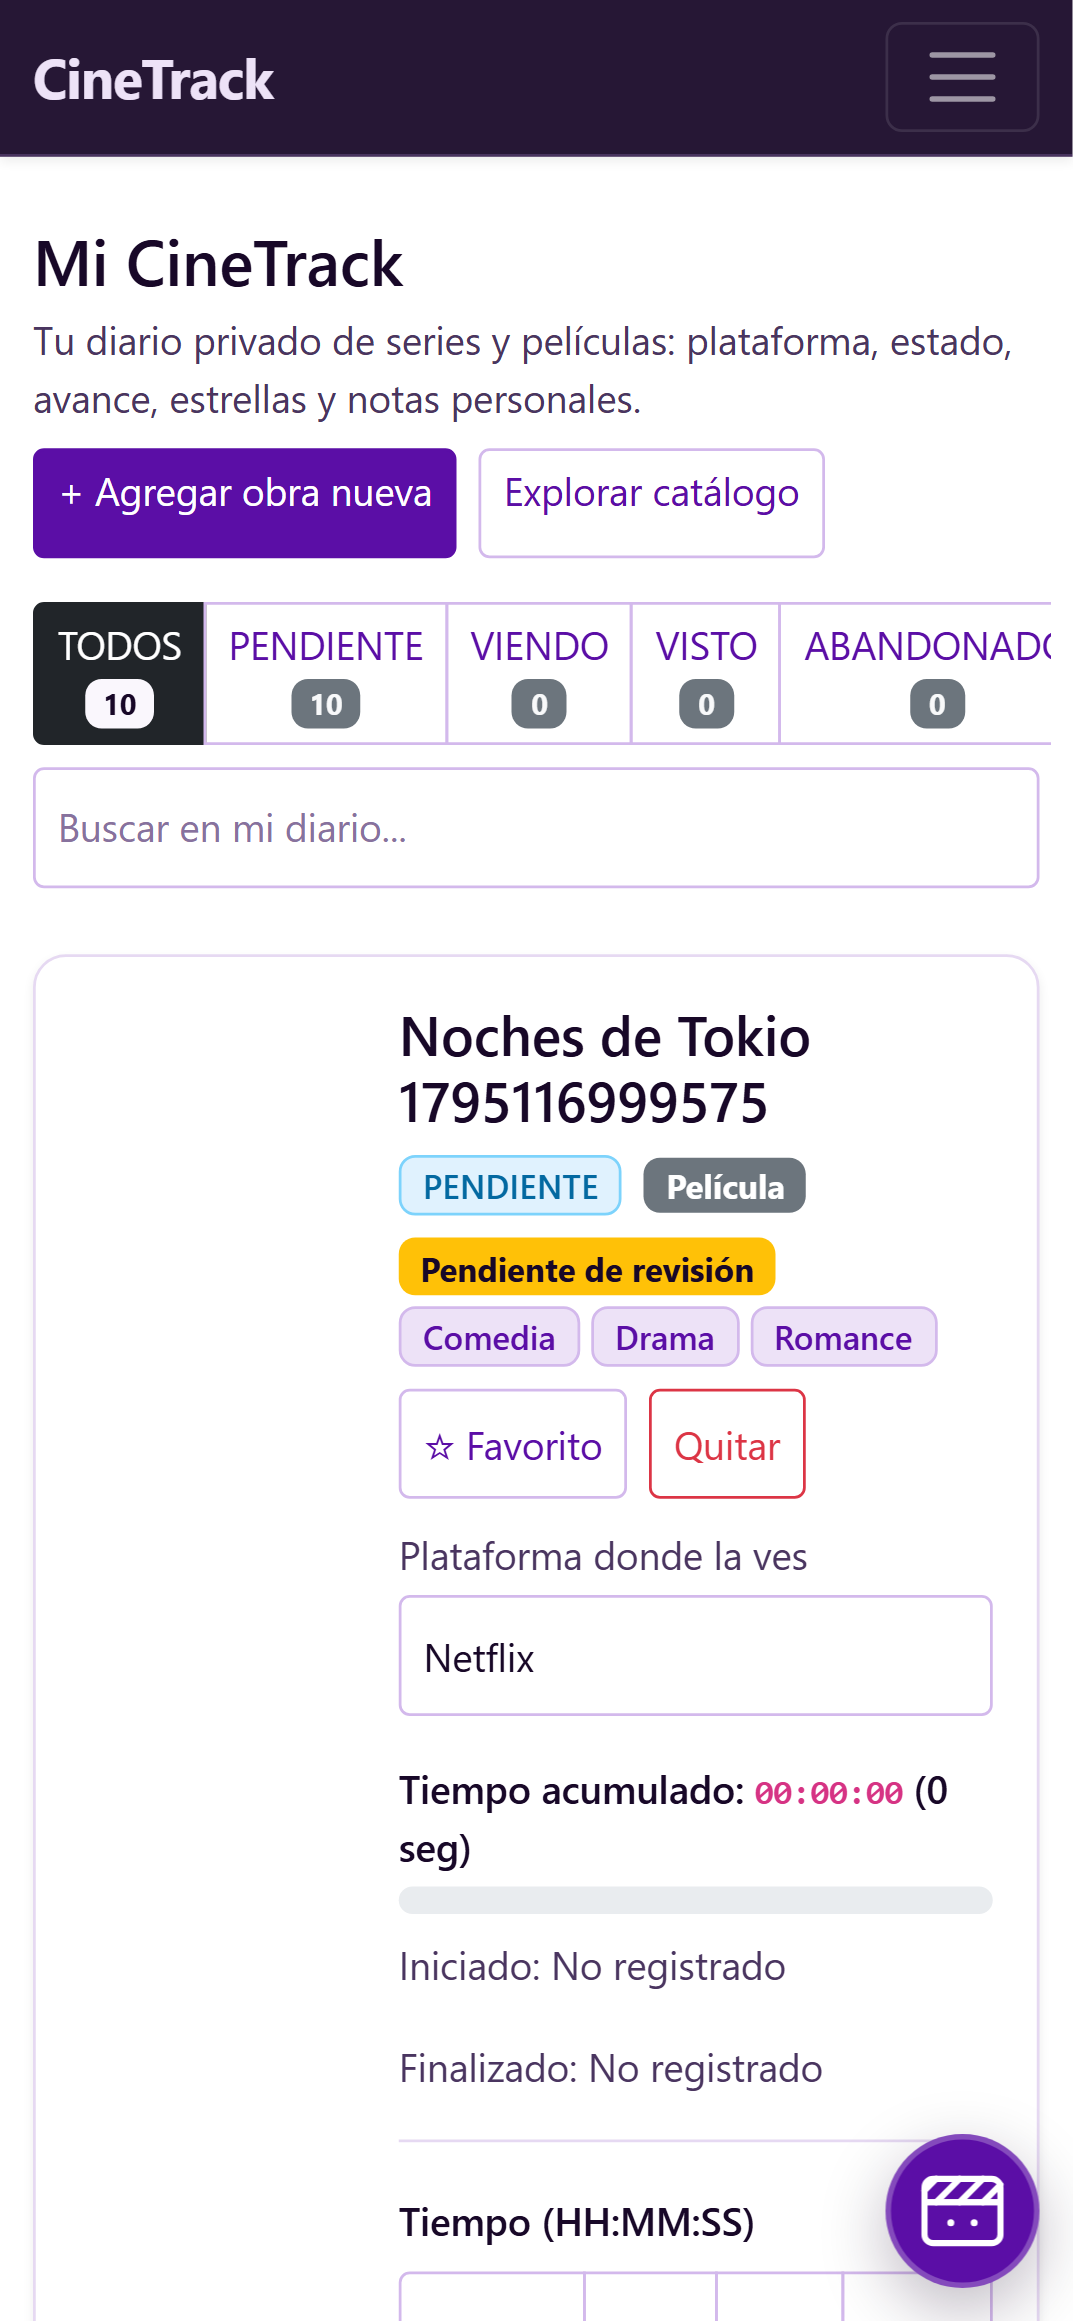 CineTrack
Mi CineTrack
Tu diario privado de series y películas: plataforma, estado,
avance, estrellas y notas personales.
+ Agregar obra nueva
Explorar catálogo
TODOS PENDIENTE VIENDO VISTO ABANDONADO
10 10 0 0 0
Buscar en mi diario...
Noches de Tokio
1795116999575
PENDIENTE Película
Pendiente de revisión
Comedia Drama Romance
☆ Favorito Quitar
Plataforma donde la ves
Netflix
Tiempo acumulado: 00:00:00 (0
seg)
Iniciado: No registrado
Finalizado: No registrado
Tiempo (HH:MM:SS)